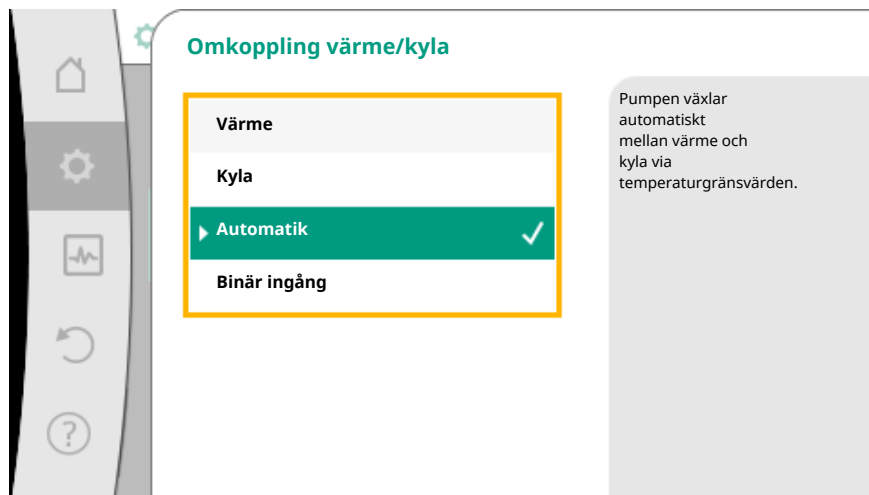 Omkoppling värme/kyla
Värme
Kyla
Automatik
Binär ingång
Pumpen växlar
automatiskt
mellan värme och
kyla via
temperaturgränsvärden.
?